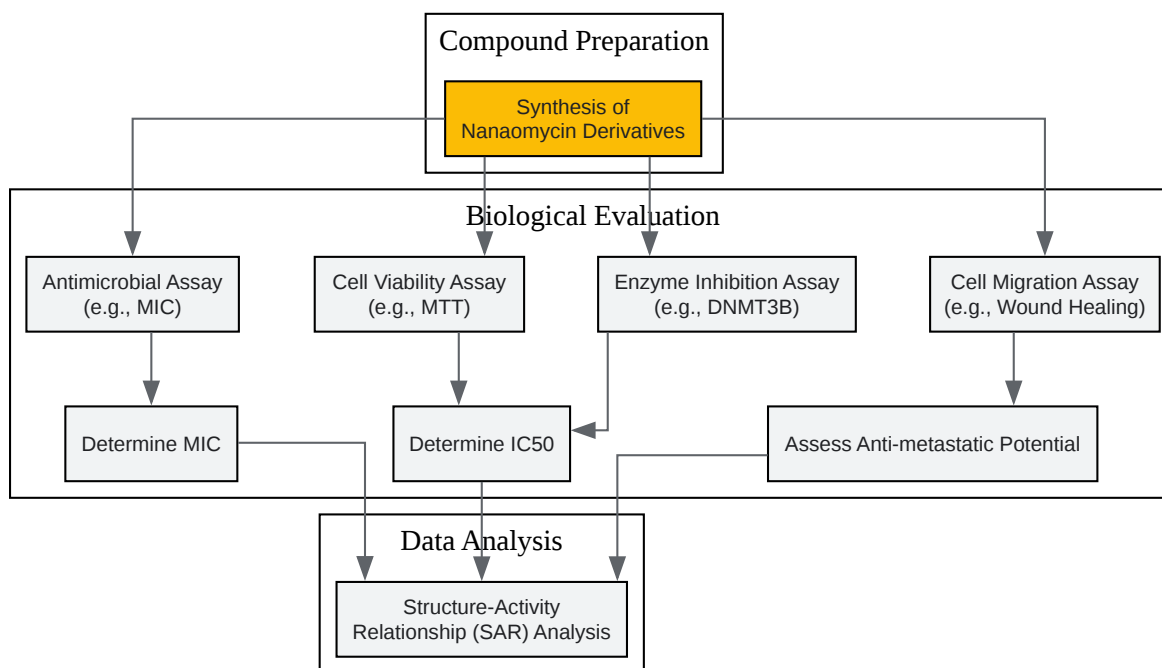 Compound Preparation
Synthesis of
Nanaomycin Derivatives
Biological Evaluation
Antimicrobial Assay
(e.g., MIC)
Cell Viability Assay
(e.g., MTT)
Enzyme Inhibition Assay
(e.g., DNMT3B)
Cell Migration Assay
(e.g., Wound Healing)
Determine MIC
Determine IC50
Assess Anti-metastatic Potential
Data Analysis
Structure-Activity
Relationship (SAR) Analysis